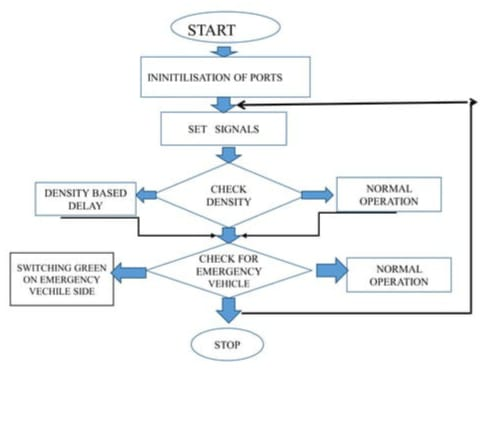 START
ININITILISATION OF PORTS
SET SIGNALS
CHECK
DENSITY
DENSITY BASED
DELAY
NORMAL
OPERATION
CHECK FOR
EMERGENCY
VEHICLE
SWITCHING GREEN
ON EMERGENCY
VECHILE SIDE
NORMAL
OPERATION
STOP